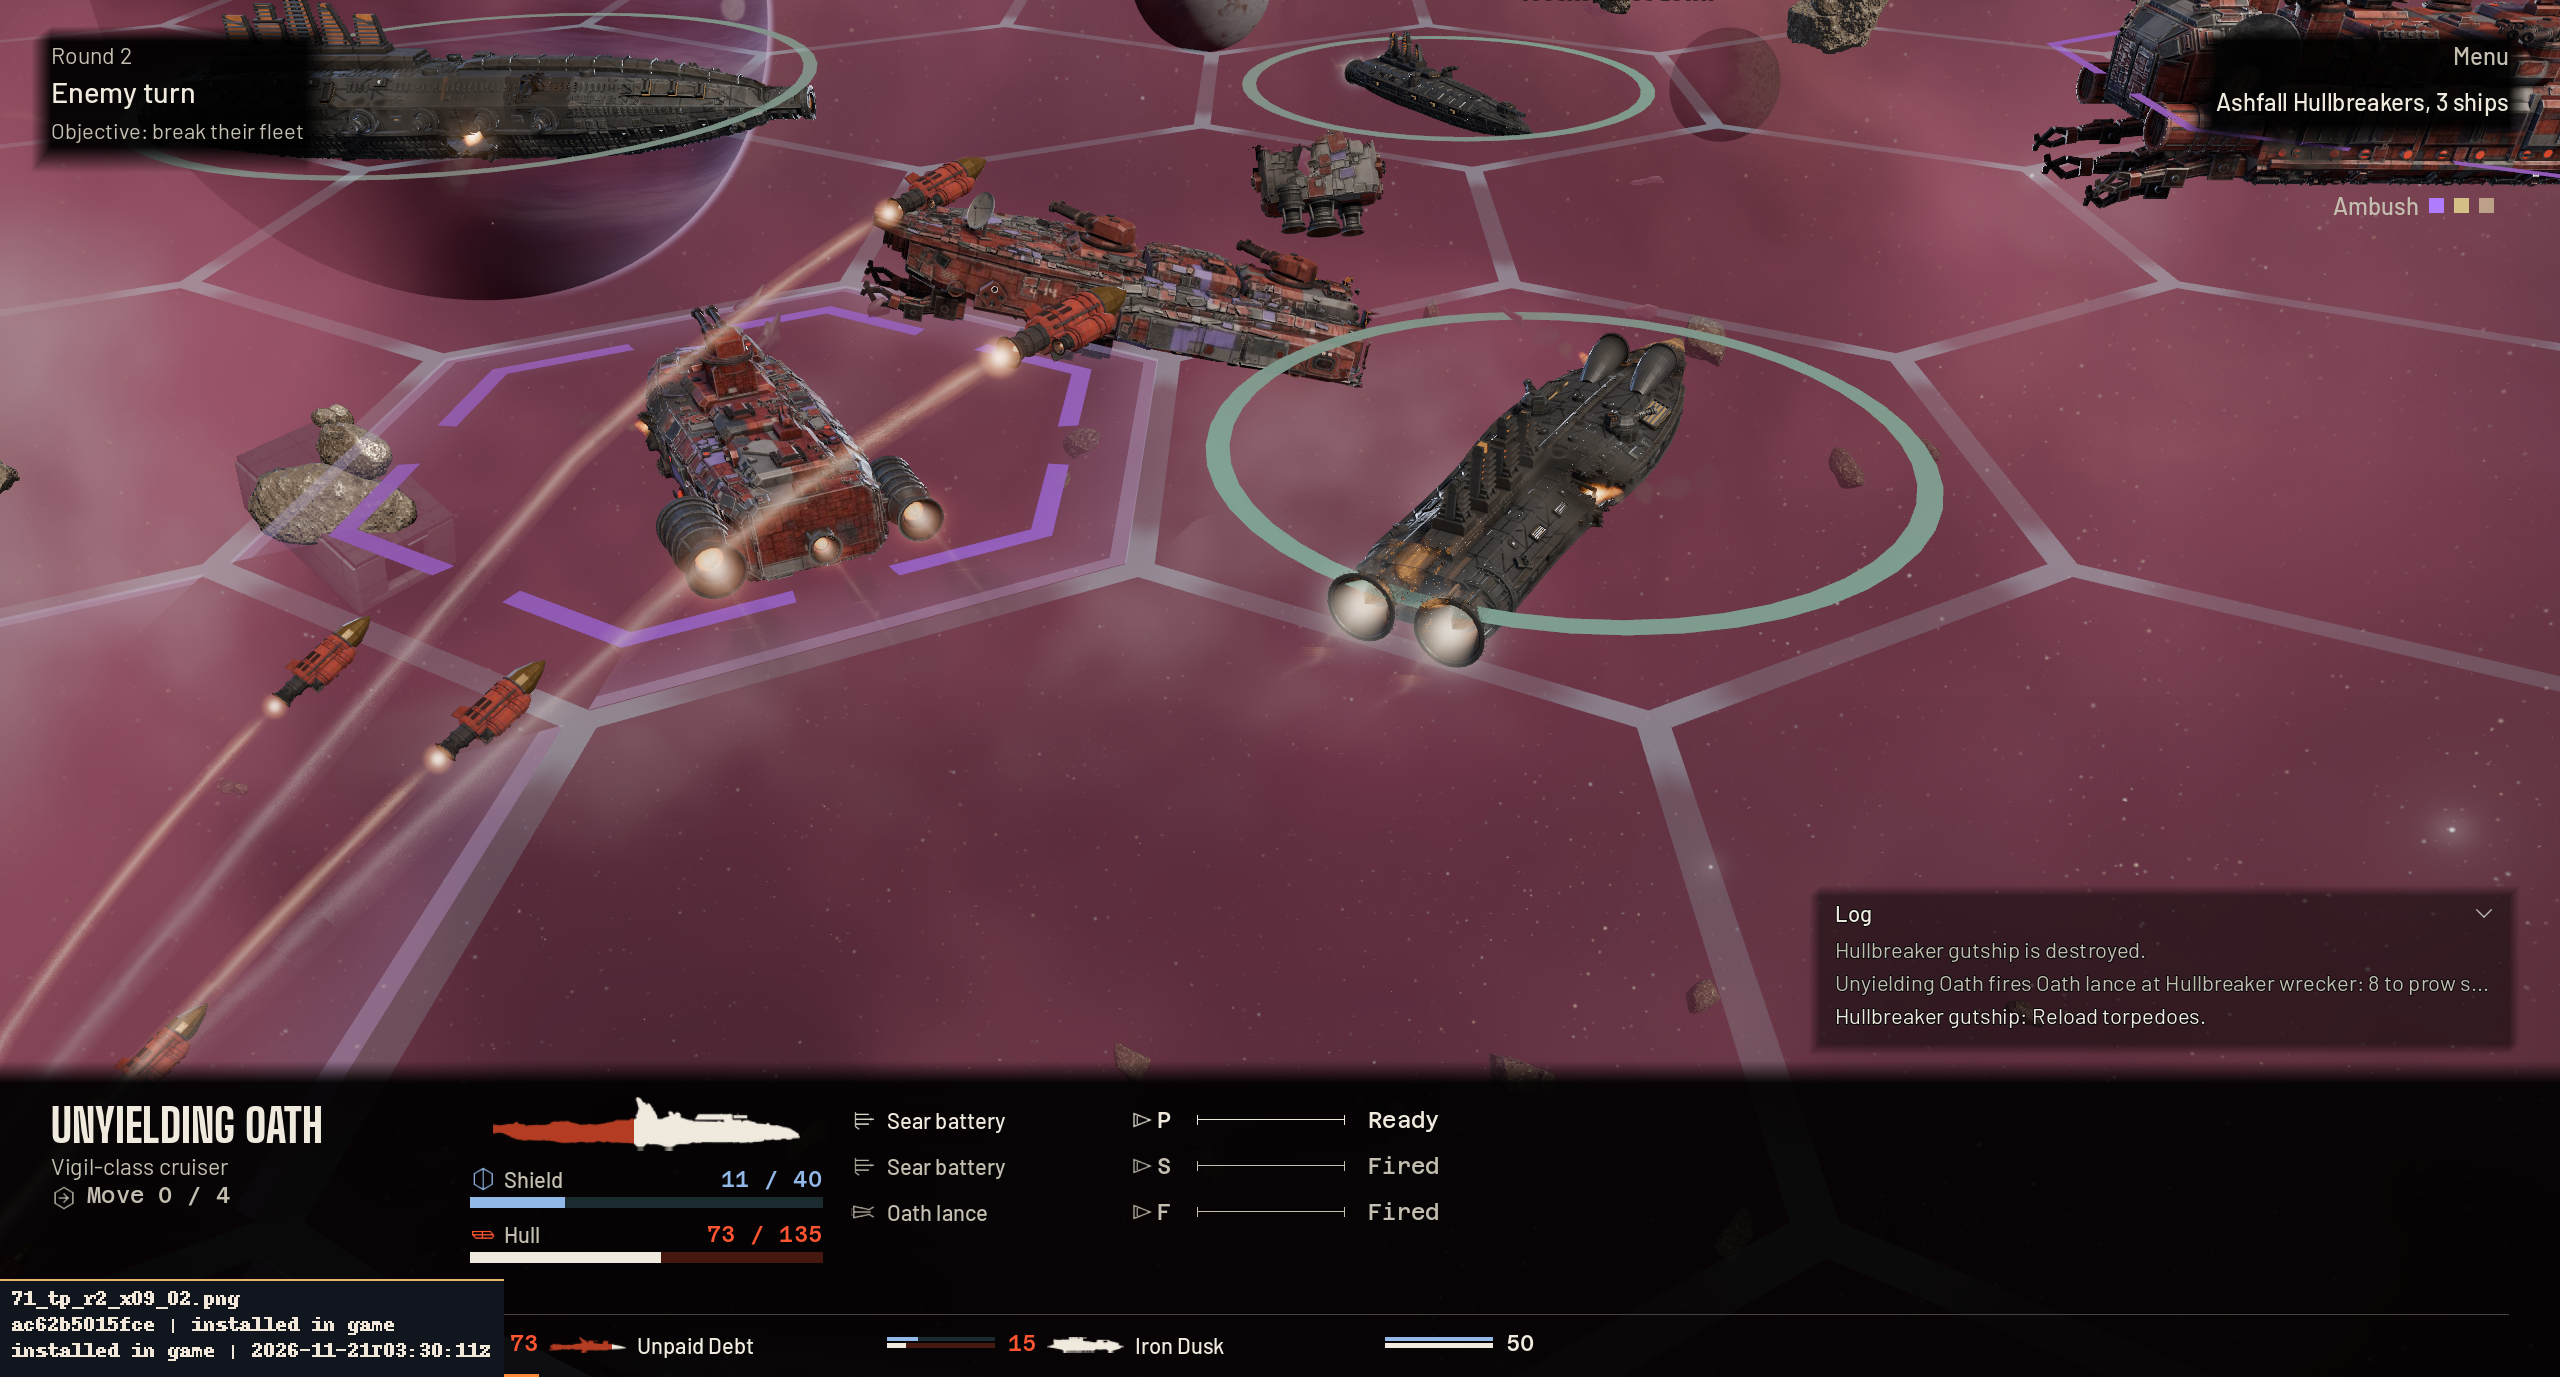 Round 2
Enemy turn
Objective: break their fleet
Menu
Ashfall Hullbreakers, 3 ships
Ambush
Log
Hullbreaker gutship is destroyed.
Unyielding Oath fires Oath lance at Hullbreaker wrecker: 8 to prow s...
Hullbreaker gutship: Reload torpedoes.
UNYIELDING OATH
Vigil-class cruiser
Move 0 / 4
Shield 11 / 40
Hull 73 / 135
Sear battery P Ready
Sear battery S Fired
Oath lance F Fired
71_tp_r2_x09_02.png
ac62b5015fce | installed in game
installed in game | 2026-11-21T03:30:11Z
73 Unpaid Debt 15 Iron Dusk 50